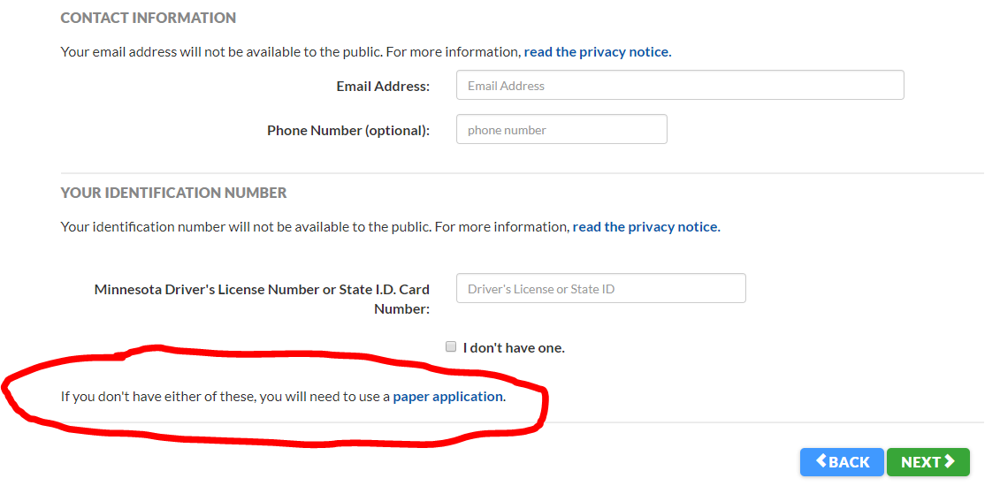 CONTACT INFORMATION
Your email address will not be available to the public. For more information, read the privacy notice.
Email Address:
Email Address
Phone Number (optional):
phone number
YOUR IDENTIFICATION NUMBER
Your identification number will not be available to the public. For more information, read the privacy notice.
Minnesota Driver's License Number or State I.D. Card
Number:
Driver's License or State ID
I don't have one.
If you don't have either of these, you will need to use a paper application.
BACK
NEXT